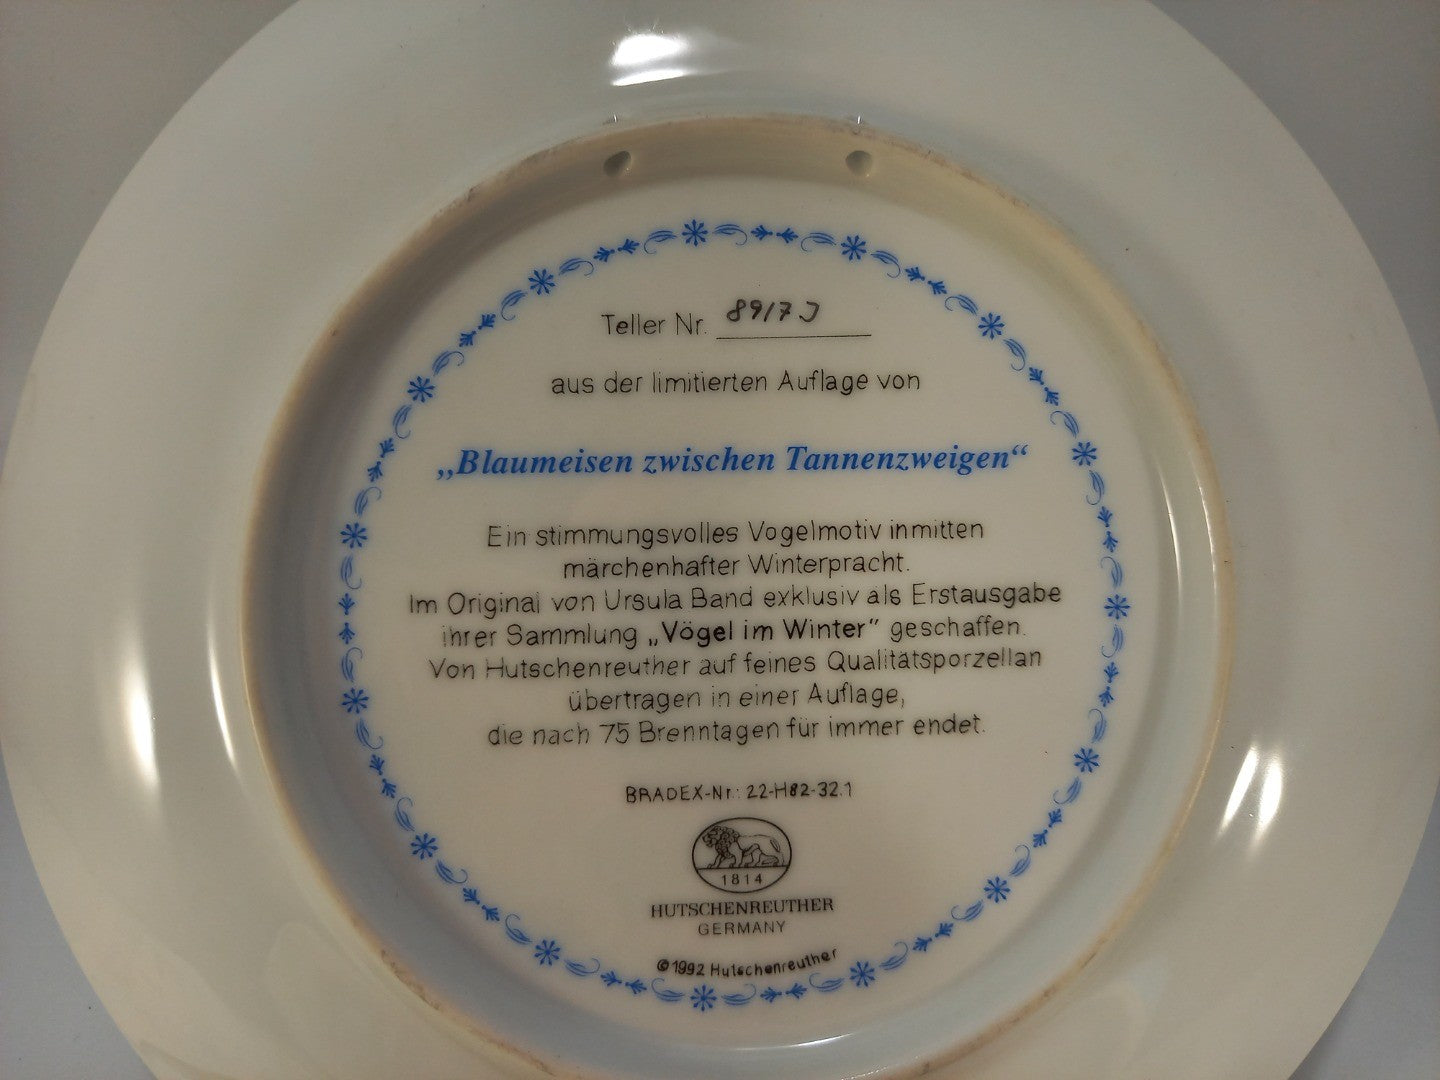 Teller Nr. 8917 J
aus der limitierten Auflage von
„Blaumeisen zwischen Tannenzweigen“
Ein stimmungsvolles Vogelmotiv inmitten
märchenhafter Winterpracht.
Im Original von Ursula Band exklusiv als Erstausgabe
ihrer Sammlung „Vögel im Winter“ geschaffen.
Von Hutschenreuther auf feines Qualitätsporzellan
übertragen in einer Auflage,
die nach 75 Brenntagen für immer endet.
BRADEX-Nr.: 22-H82-32.1
1814
HUTSCHENREUTHER
GERMANY
©1992 Hutschenreuther